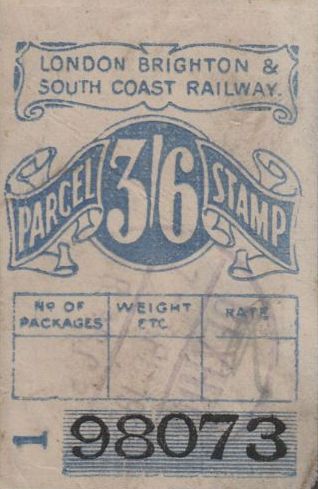 LONDON BRIGHTON &
SOUTH COAST RAILWAY.
PARCEL 3/6 STAMP
No OF PACKAGES
WEIGHT ETC
RATE
1 98073